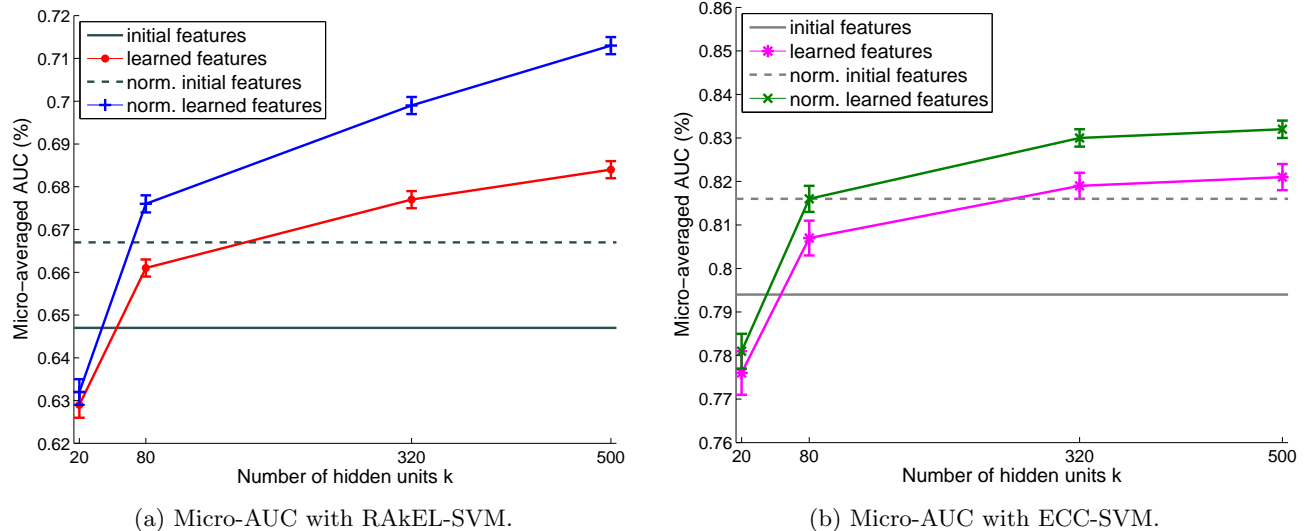 0.72
0.71
0.7
0.69
0.68
0.67
0.66
0.65
0.64
0.63
0.62
Micro−averaged AUC (%)
initial features
learned features
norm. initial features
norm. learned features
20 80 320 500
Number of hidden units k
(a) Micro-AUC with RAkEL-SVM.
0.86
0.85
0.84
0.83
0.82
0.81
0.8
0.79
0.78
0.77
0.76
Micro−averaged AUC (%)
initial features
learned features
norm. initial features
norm. learned features
20 80 320 500
Number of hidden units k
(b) Micro-AUC with ECC-SVM.